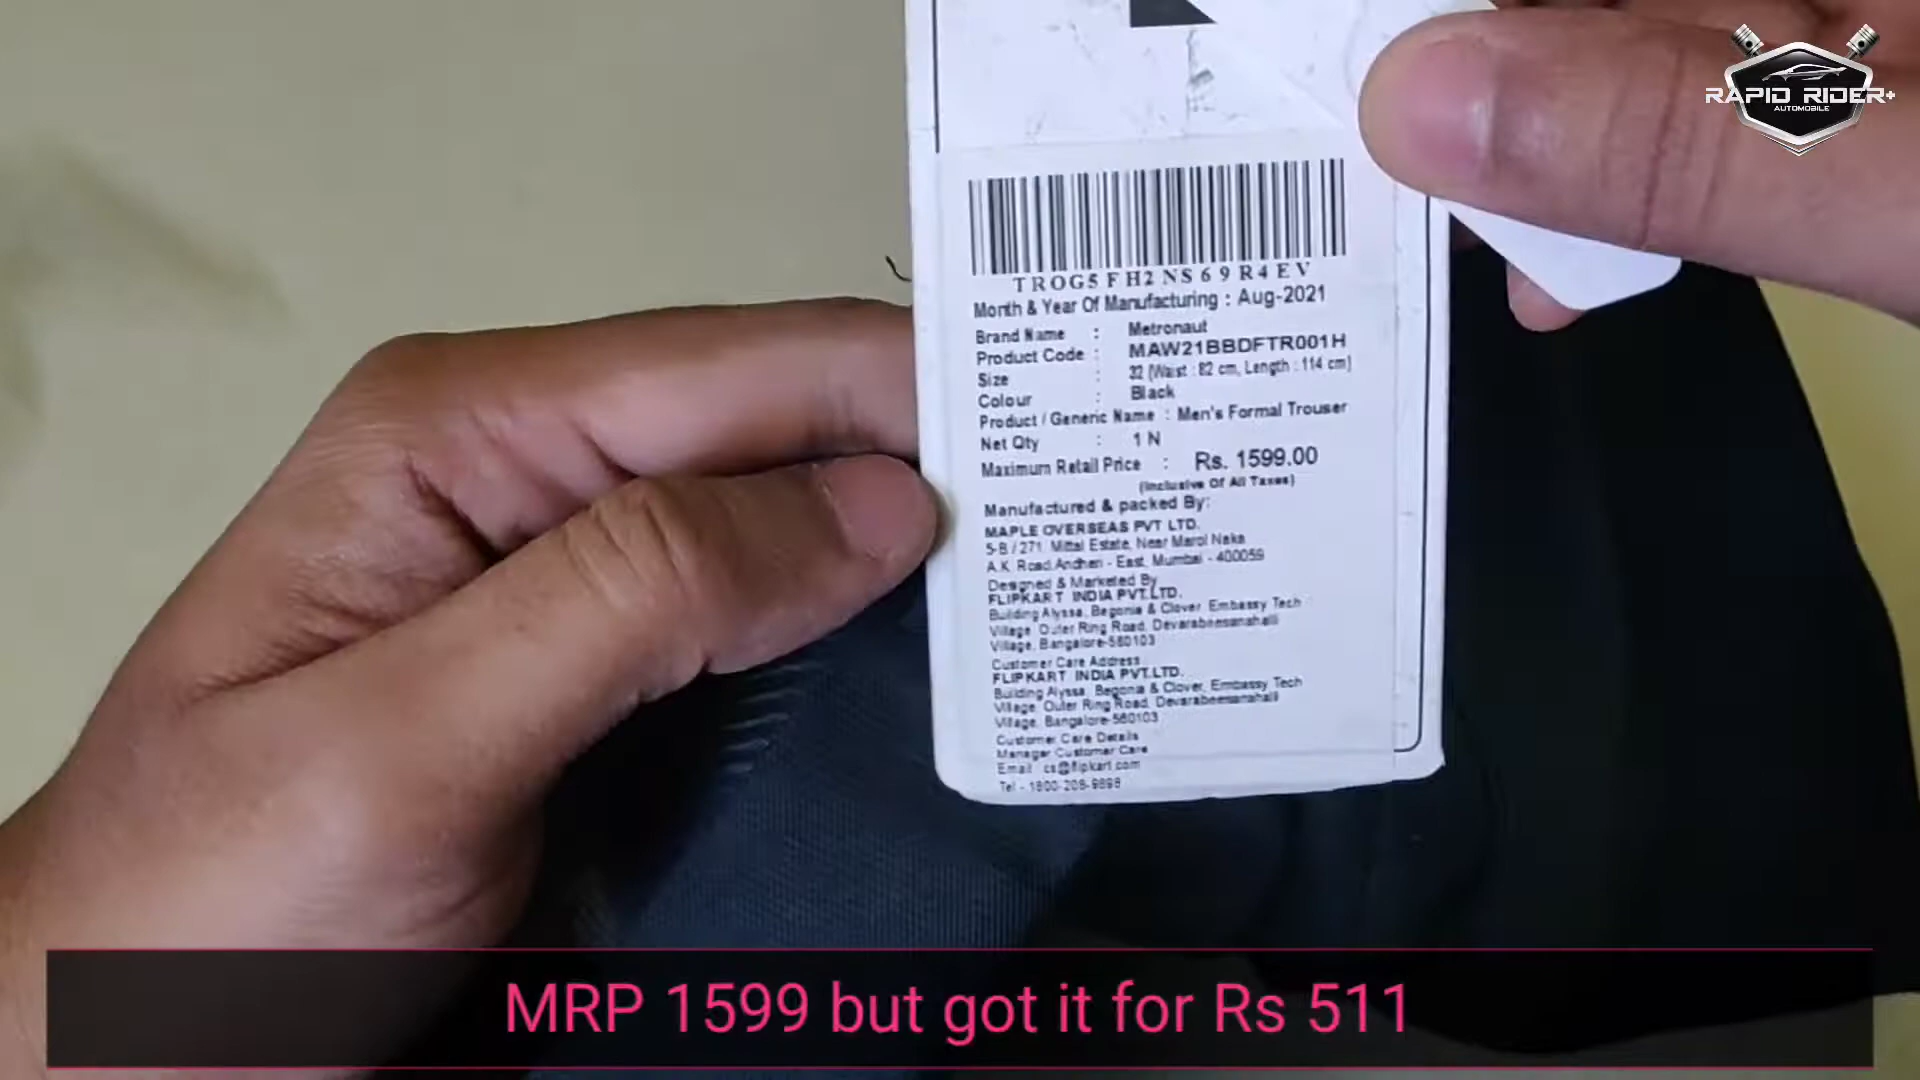 RAPID RIDER+
AUTOMOBILE
TROG5FH2NS69R4EV
Month & Year Of Manufacturing : Aug-2021
Brand Name : Metronaut
Product Code : MAW21BBDFTR001H
Size : 32 (Waist : 82 cm, Length : 114 cm)
Colour : Black
Product / Generic Name : Men's Formal Trouser
Net Qty : 1 N
Maximum Retail Price : Rs. 1599.00
(Inclusive Of All Taxes)
Manufactured & packed By:
MAPLE OVERSEAS PVT LTD.
5-B / 271, Mittal Estate, Near Marol Naka
A.K. Road, Andheri - East, Mumbai - 400059
Designed & Marketed By
FLIPKART INDIA PVT.LTD.
Building Alyssa, Begonia & Clover, Embassy Tech
Village, Outer Ring Road, Devarabeesanahalli
Village, Bangalore-560103
Customer Care Address
FLIPKART INDIA PVT.LTD.
Building Alyssa, Begonia & Clover, Embassy Tech
Village, Outer Ring Road, Devarabeesanahalli
Village, Bangalore-560103
Customer Care Details
Manager Customer Care
Email : cs@flipkart.com
Tel - 1800-208-9898
MRP 1599 but got it for Rs 511